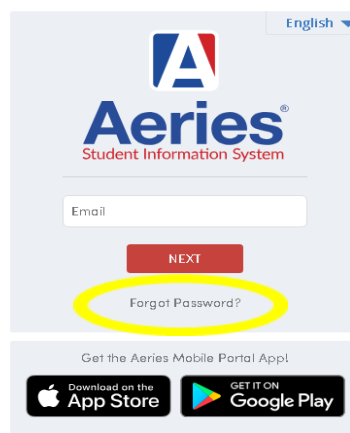 English
Aeries®
Student Information System
Email
NEXT
Forgot Password?
Get the Aeries Mobile Portal App!
Download on the
App Store
GET IT ON
Google Play